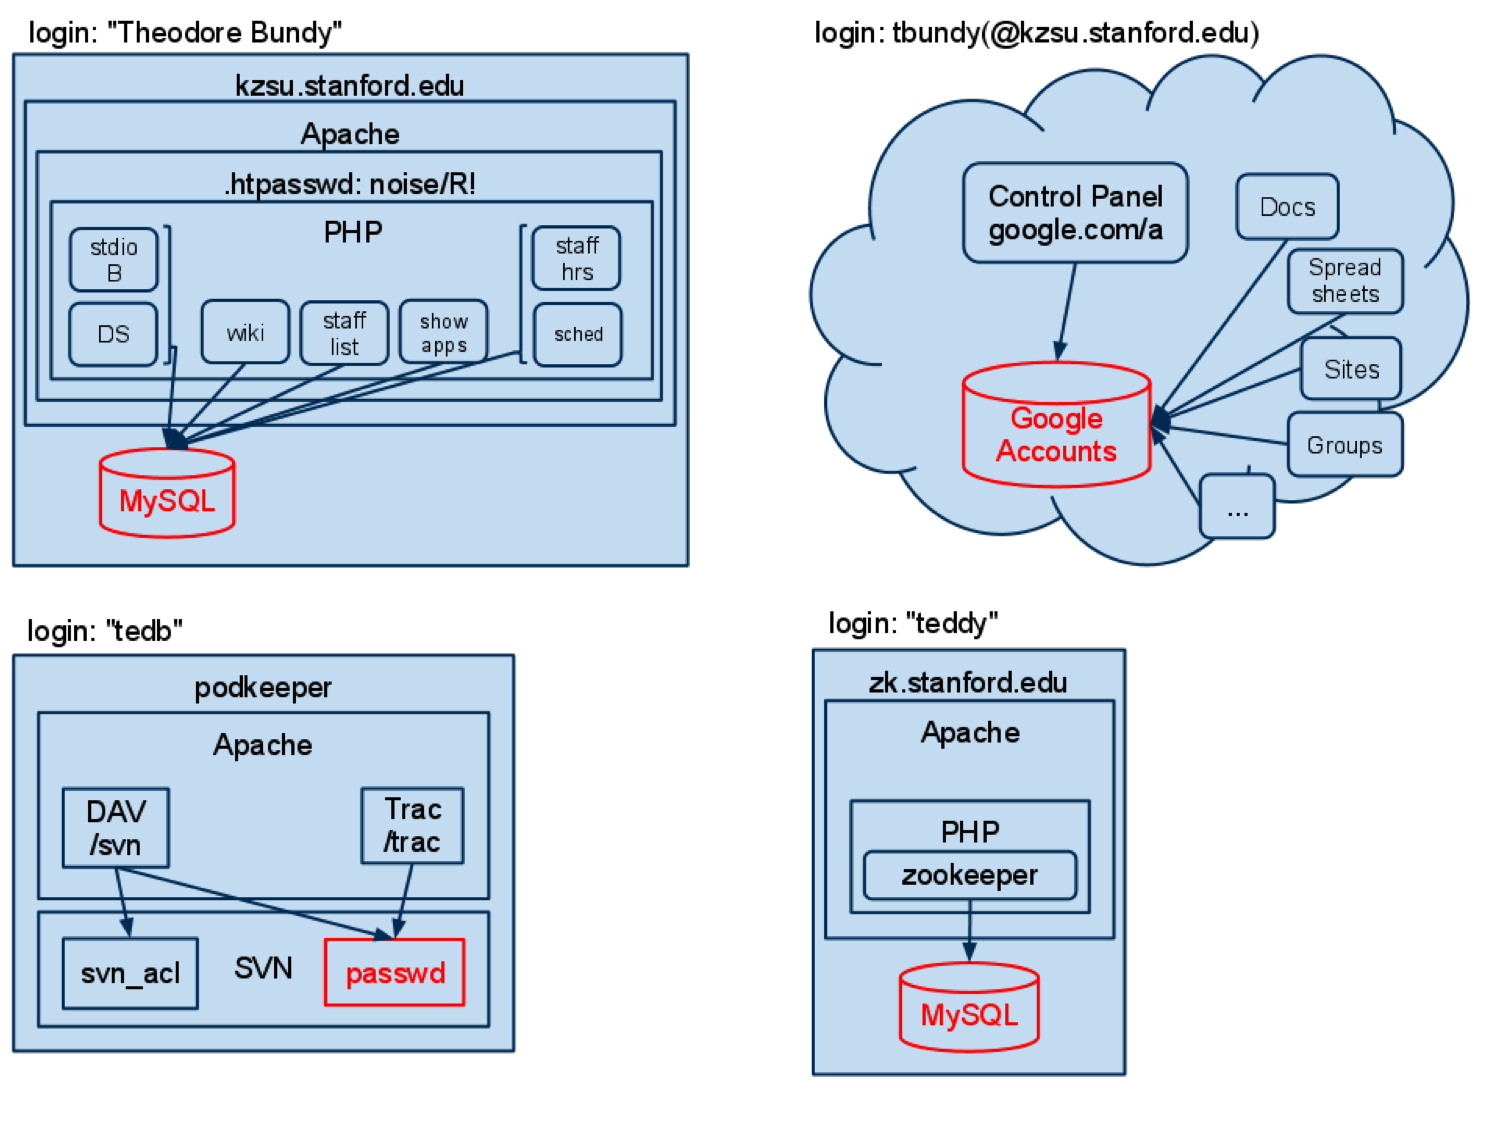 login: "Theodore Bundy"
kzsu.stanford.edu
Apache
.htpasswd: noise/R!
PHP
stdio
B
DS
wiki
staff
list
show
apps
staff
hrs
sched
MySQL
login: tbundy(@kzsu.stanford.edu)
Control Panel
google.com/a
Docs
Spread
sheets
Sites
Groups
...
Google
Accounts
login: "tedb"
podkeeper
Apache
DAV
/svn
Trac
/trac
svn_acl
SVN
passwd
login: "teddy"
zk.stanford.edu
Apache
PHP
zookeeper
MySQL